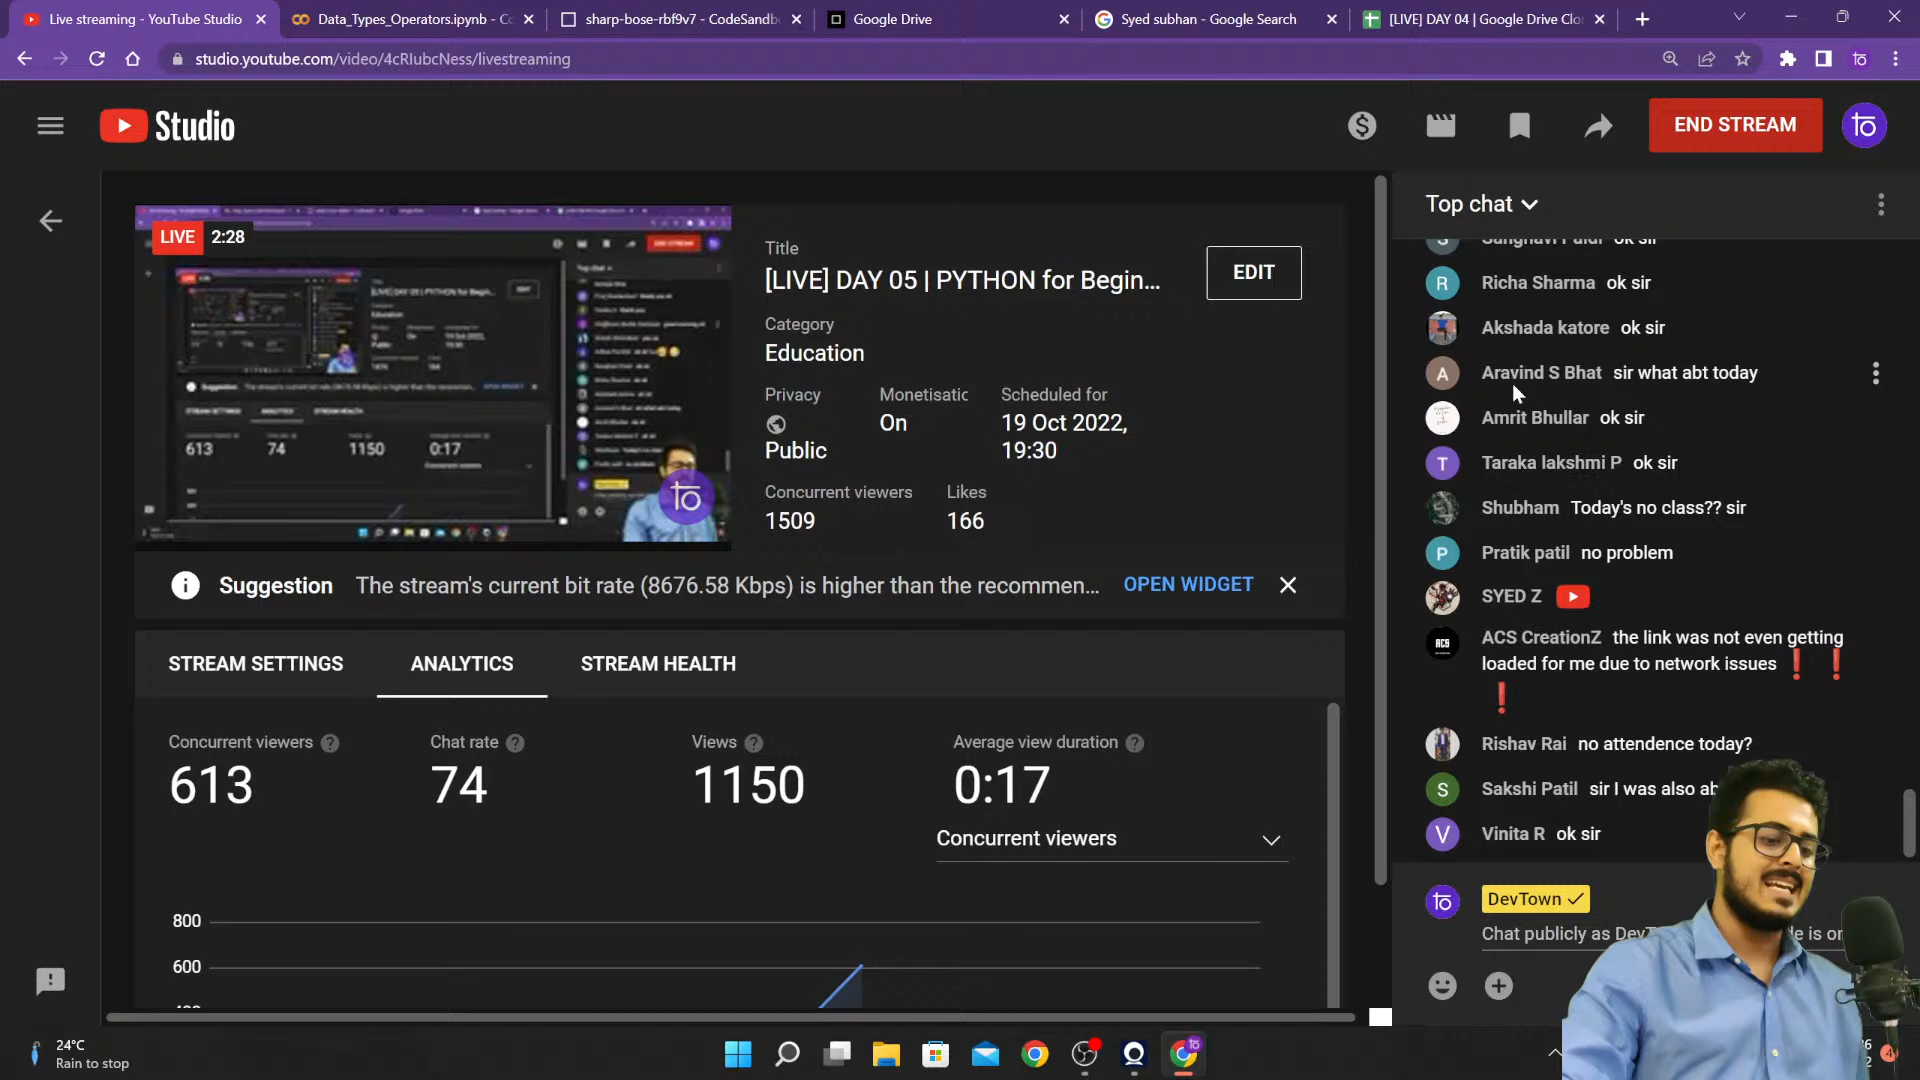 Live streaming - YouTube Studio
Data_Types_Operators.ipynb - Co
sharp-bose-rbf9v7 - CodeSandb
Google Drive
Syed subhan - Google Search
[LIVE] DAY 04 | Google Drive Clo
studio.youtube.com/video/4cRIubcNess/livestreaming
Studio
END STREAM
LIVE 2:28
Title
[LIVE] DAY 05 | PYTHON for Begin...
EDIT
Category
Education
Privacy
Public
Monetisatic
On
Scheduled for
19 Oct 2022,
19:30
Concurrent viewers
1509
Likes
166
Suggestion The stream's current bit rate (8676.58 Kbps) is higher than the recommen... OPEN WIDGET
STREAM SETTINGS
ANALYTICS
STREAM HEALTH
Concurrent viewers
613
Chat rate
74
Views
1150
Average view duration
0:17
Concurrent viewers
800
600
Top chat
ok sir
Richa Sharma ok sir
Akshada katore ok sir
Aravind S Bhat sir what abt today
Amrit Bhullar ok sir
Taraka lakshmi P ok sir
Shubham Today's no class?? sir
Pratik patil no problem
SYED Z
ACS CreationZ the link was not even getting
loaded for me due to network issues ❗ ❗
❗
Rishav Rai no attendence today?
Sakshi Patil sir I was also
Vinita R ok sir
DevTown
Chat publicly as
24°C
Rain to stop